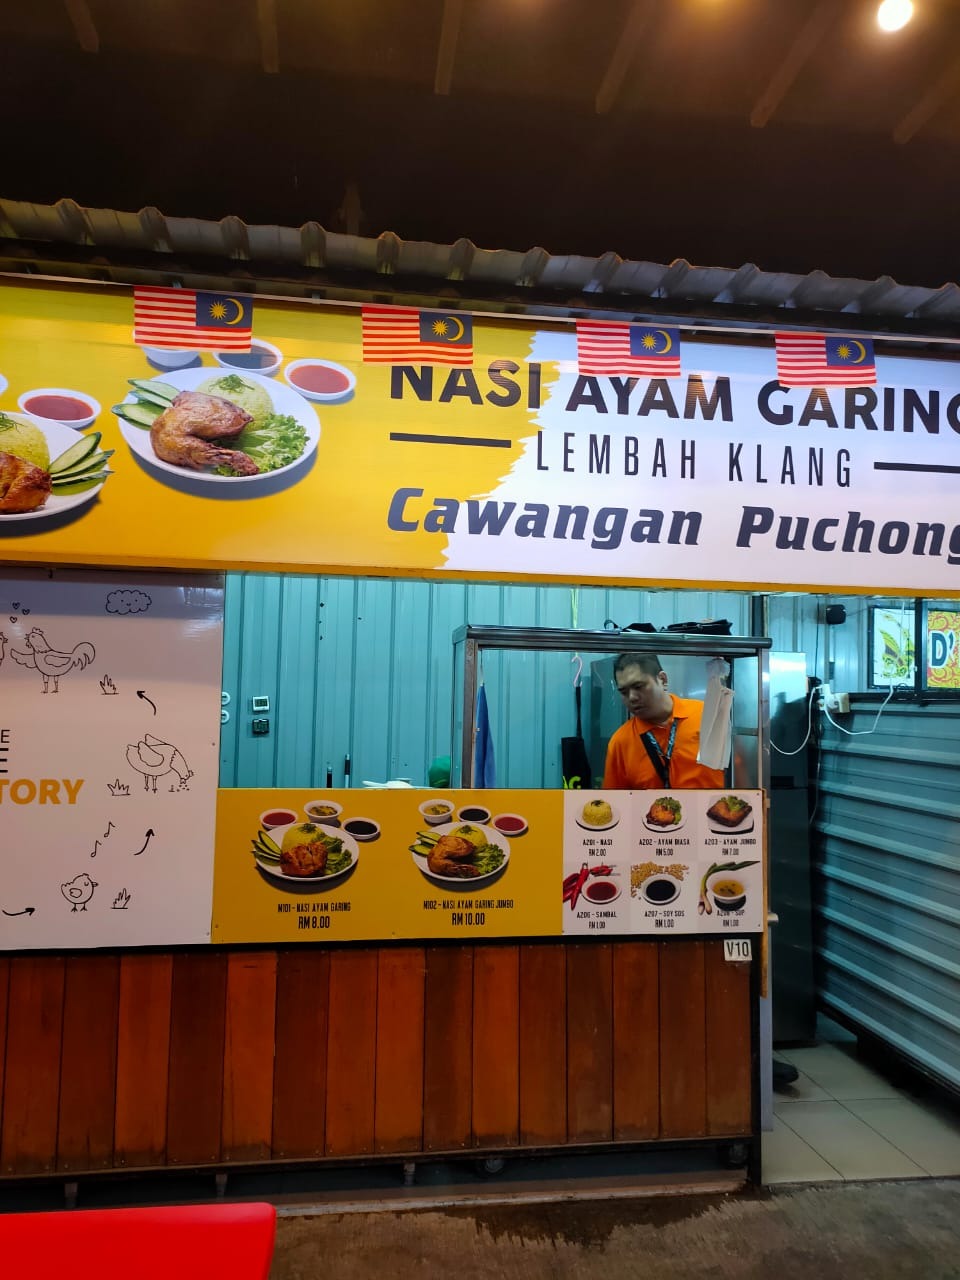 NASI AYAM GARING
LEMBAH KLANG
Cawangan Puchong
D'
E
E
TORY
M101 - NASI AYAM GARING
RM 8.00
M102 - NASI AYAM GARING JUMBO
RM 10.00
A201 - NASI
RM 2.00
A202 - AYAM BIASA
RM 5.00
A203 - AYAM JUMBO
RM 7.00
A206 - SAMBAL
RM 1.00
A207 - SOY SOS
RM 1.00
A208 - SUP
RM 1.00
V10